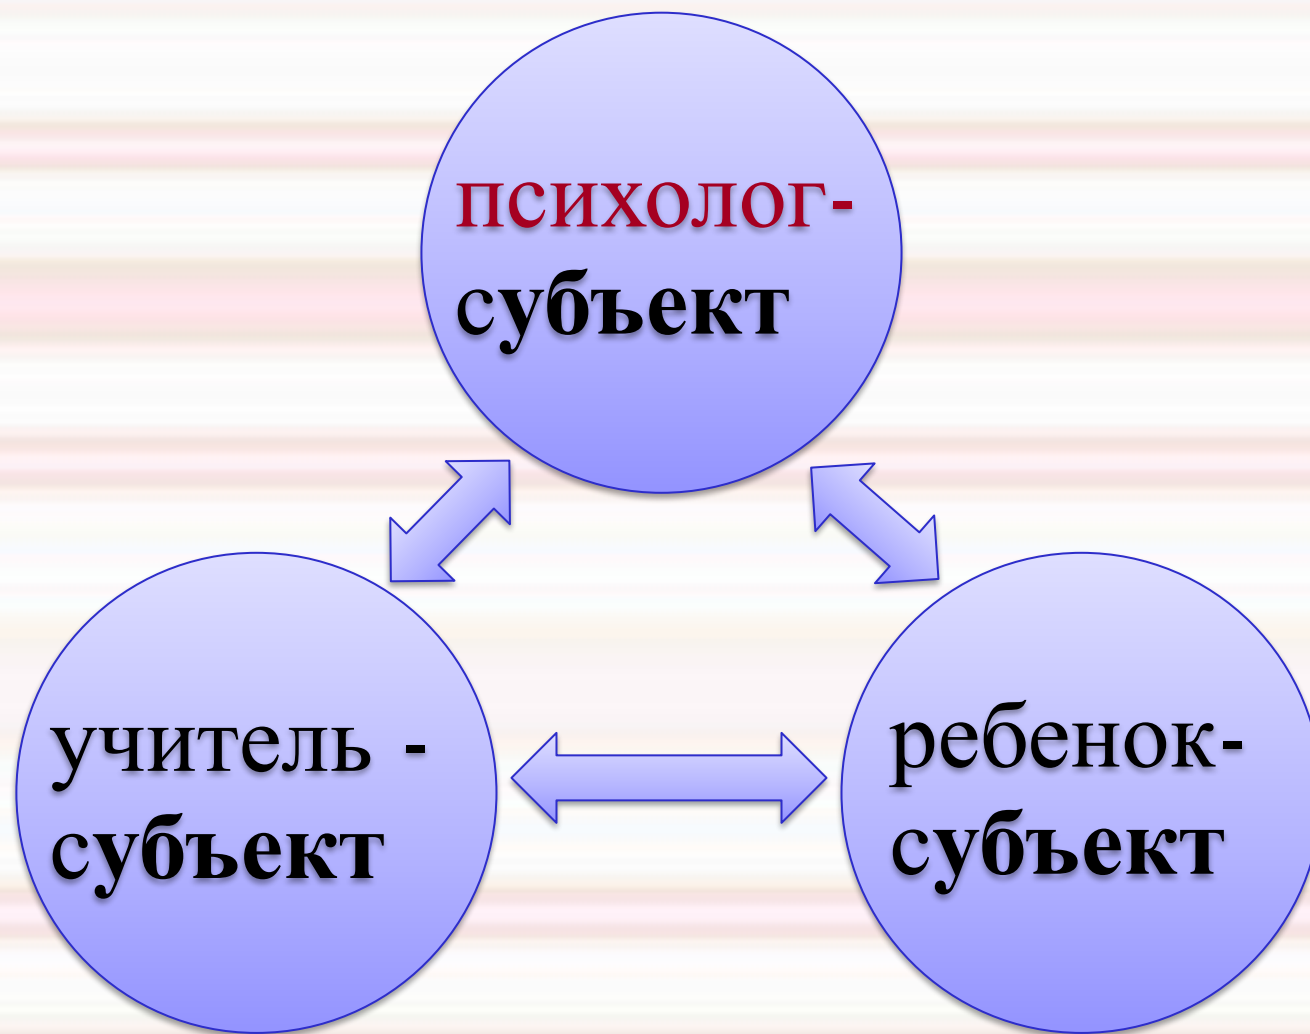 психолог-
субъект
учитель -
субъект
ребенок-
субъект